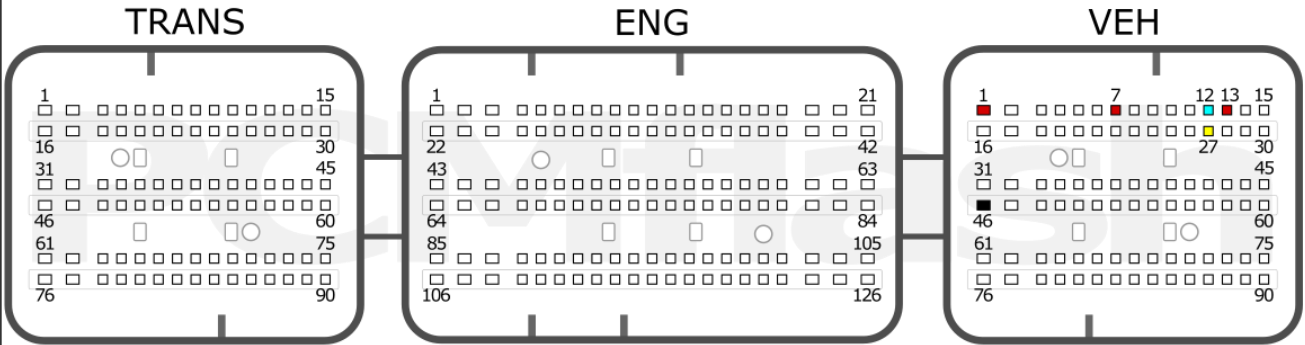 TRANS ENG VEH
1 15 1 21 1 7 12 13 15
16 30 22 42 16 27 30
31 45 43 63 31 45
46 60 64 84 46 60
61 75 85 105 61 75
76 90 106 126 76 90
PCMflash